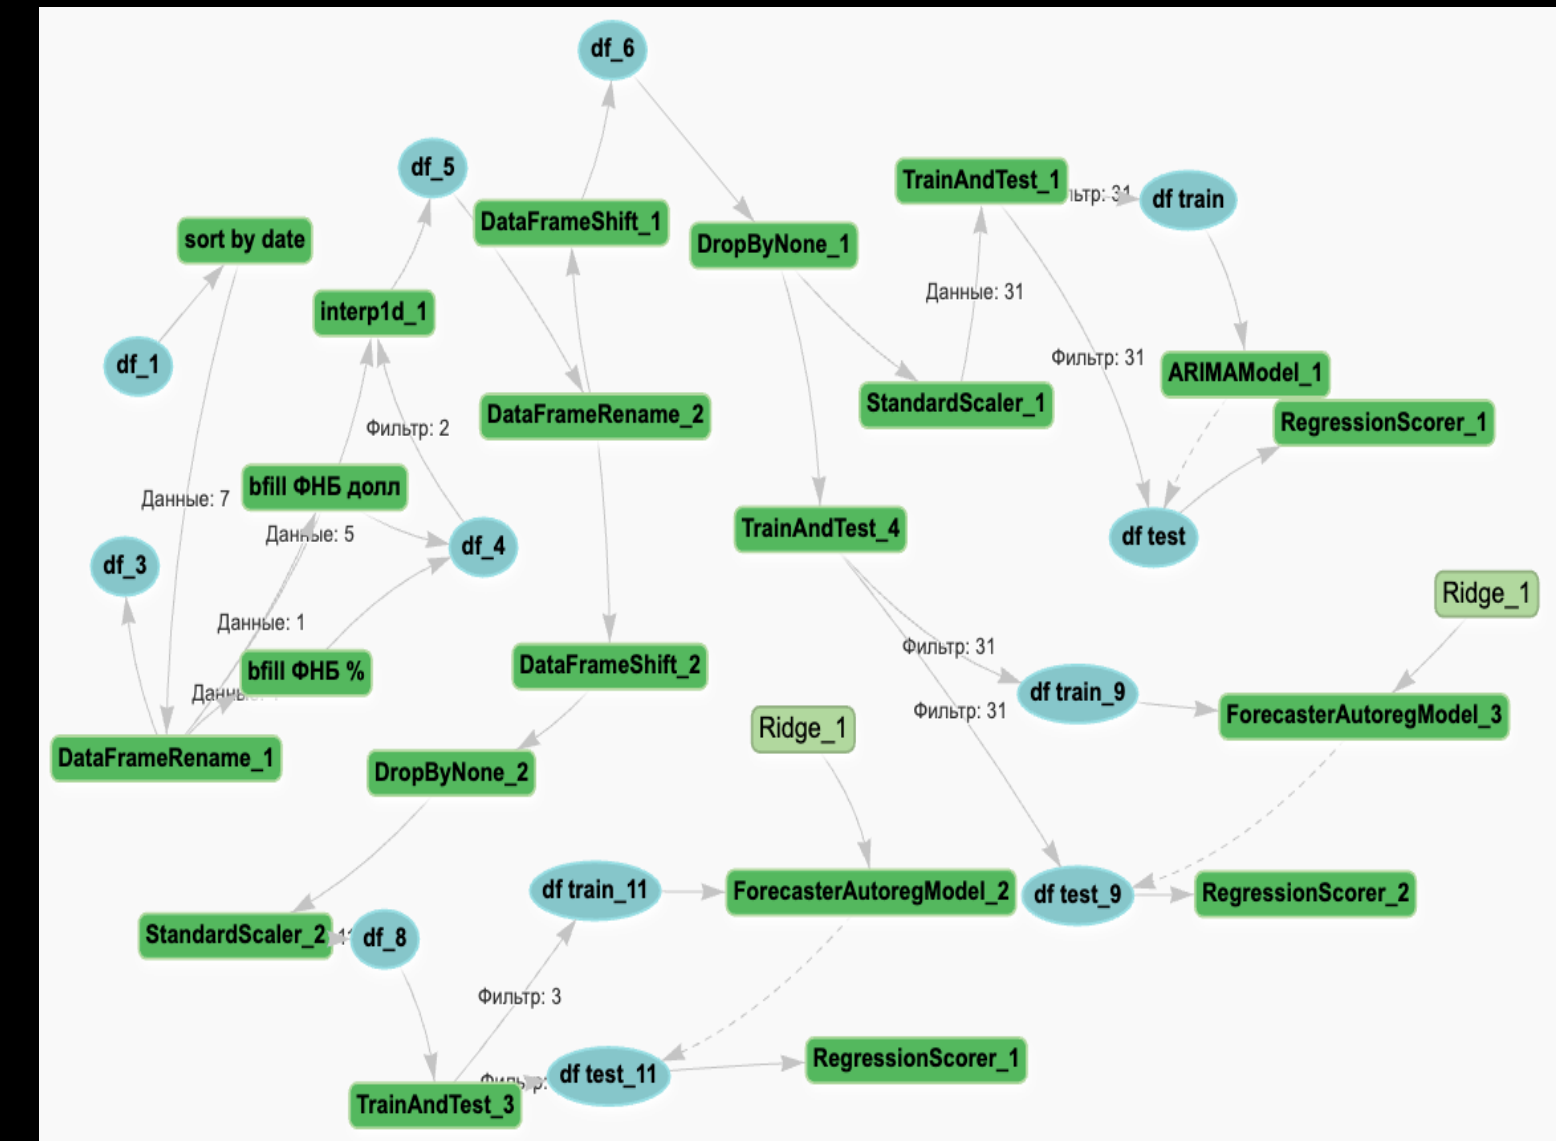 df_6
df_5
TrainAndTest_1
df train
DataFrameShift_1
sort by date
DropByNone_1
Данные: 31
interp1d_1
df_1
Фильтр: 31
ARIMAModel_1
StandardScaler_1
DataFrameRename_2
RegressionScorer_1
Фильтр: 2
bfill ФНБ долл
Данные: 7
Данные: 5
TrainAndTest_4
df test
df_4
df_3
Ridge_1
Данные: 1
Фильтр: 31
DataFrameShift_2
bfill ФНБ %
df train_9
Фильтр: 31
ForecasterAutoregModel_3
Ridge_1
DataFrameRename_1
DropByNone_2
df train_11
ForecasterAutoregModel_2
df test_9
RegressionScorer_2
StandardScaler_2
df_8
Фильтр: 3
RegressionScorer_1
df test_11
TrainAndTest_3